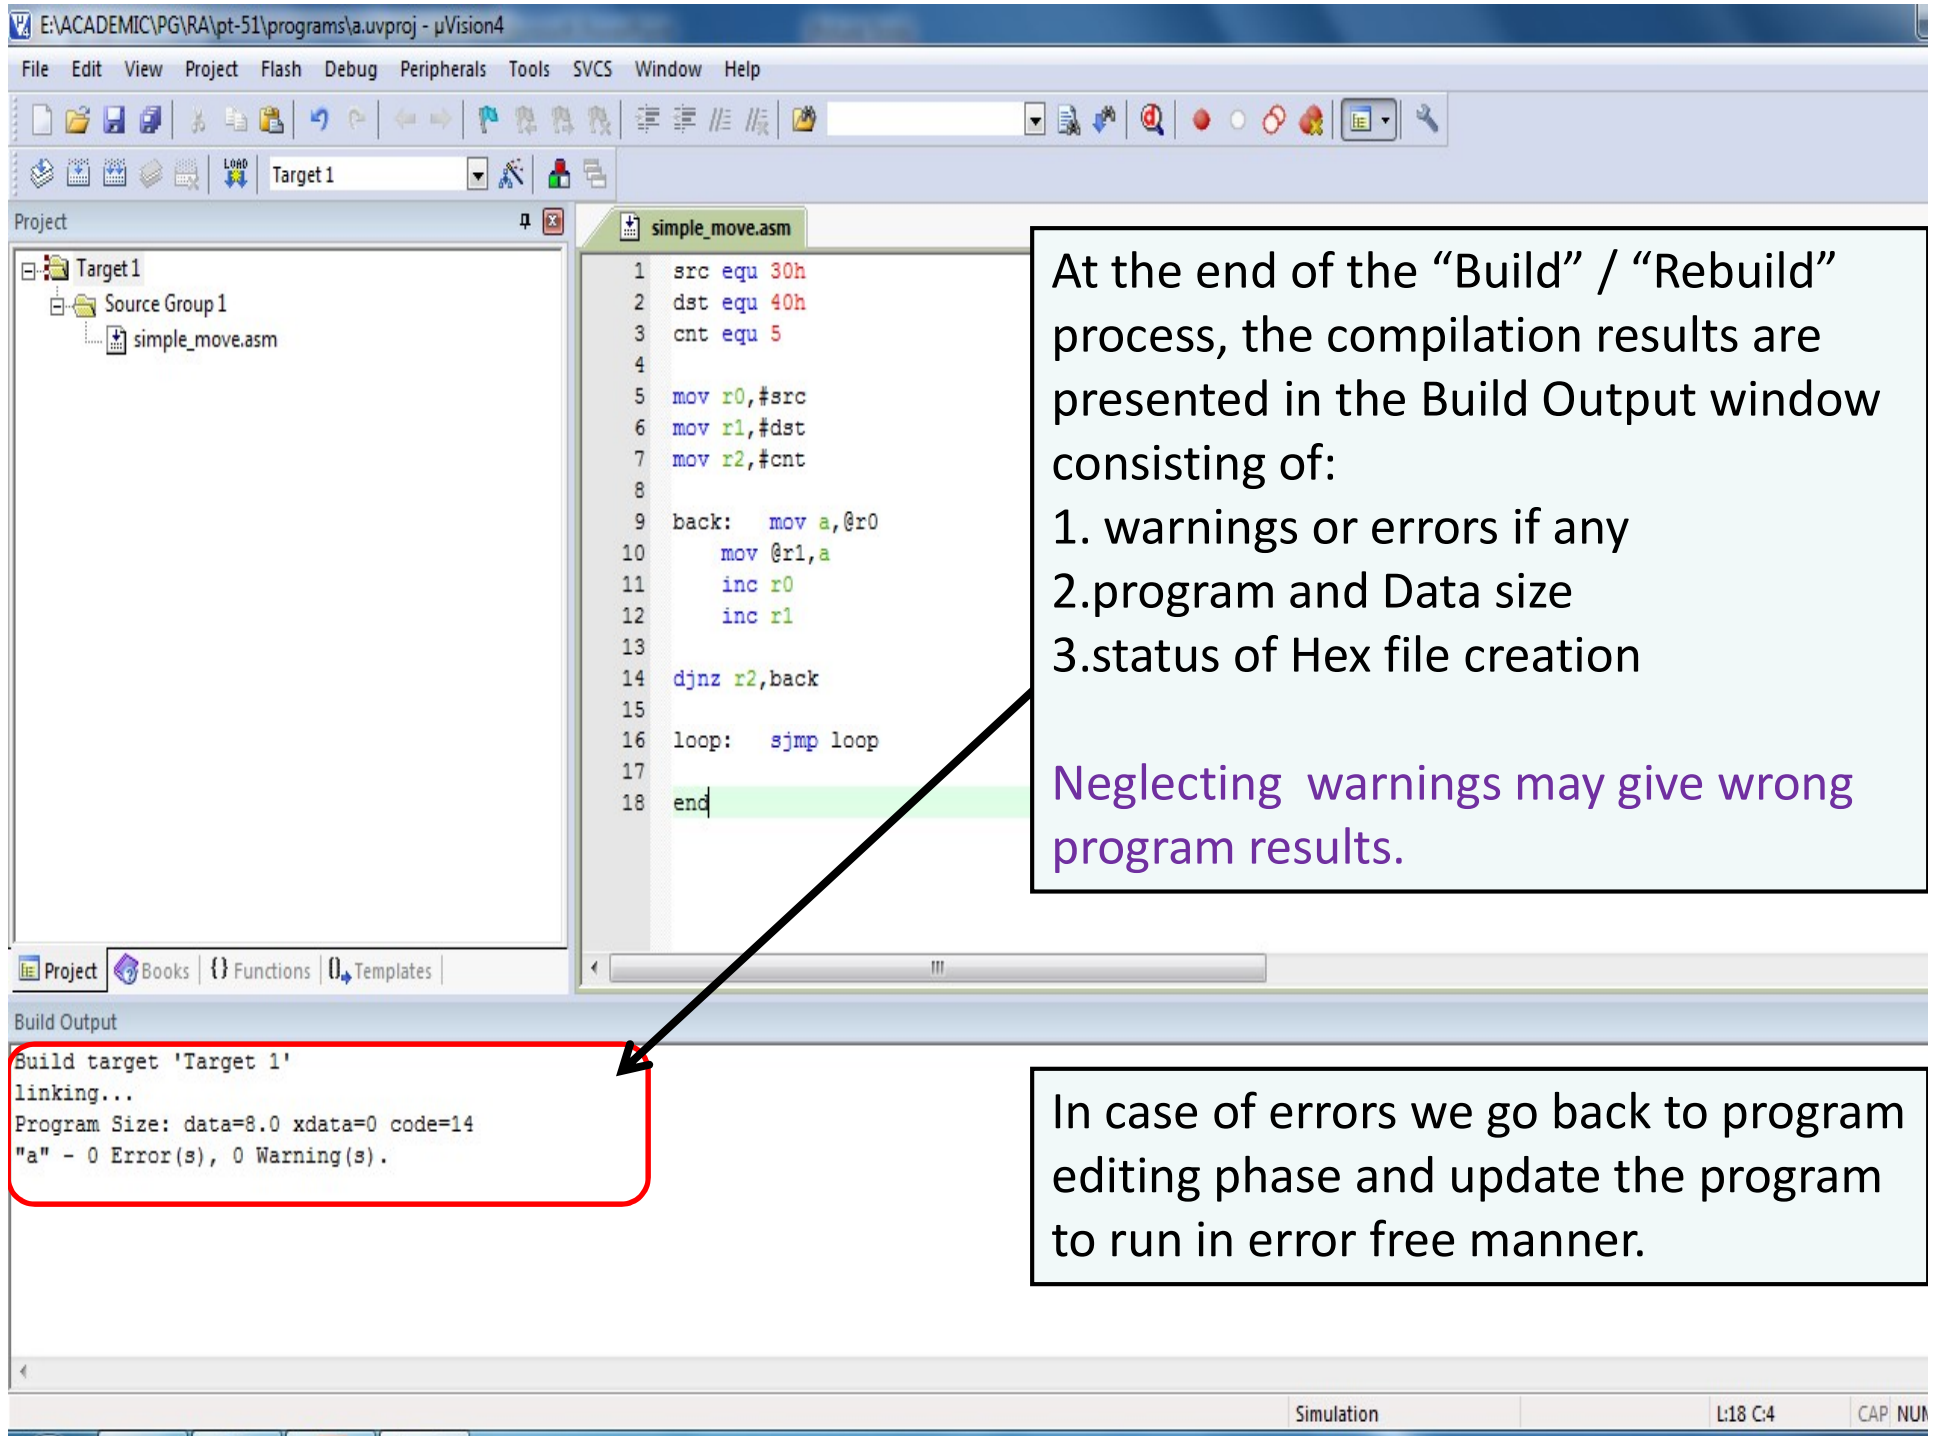 E:\ACADEMIC\PG\RA\pt-51\programs\a.uvproj - µVision4
File Edit View Project Flash Debug Peripherals Tools SVCS Window Help
LOAD Target 1
Project
simple_move.asm
Target 1
Source Group 1
simple_move.asm
1 src equ 30h
2 dst equ 40h
3 cnt equ 5
4
5 mov r0,#src
6 mov r1,#dst
7 mov r2,#cnt
8
9 back: mov a,@r0
10 mov @r1,a
11 inc r0
12 inc r1
13
14 djnz r2,back
15
16 loop: sjmp loop
17
18 end
At the end of the “Build” / “Rebuild”
process, the compilation results are
presented in the Build Output window
consisting of:
1. warnings or errors if any
2.program and Data size
3.status of Hex file creation
Neglecting warnings may give wrong
program results.
Project Books {} Functions Templates
Build Output
Build target 'Target 1'
linking...
Program Size: data=8.0 xdata=0 code=14
"a" - 0 Error(s), 0 Warning(s).
In case of errors we go back to program
editing phase and update the program
to run in error free manner.
Simulation L:18 C:4 CAP